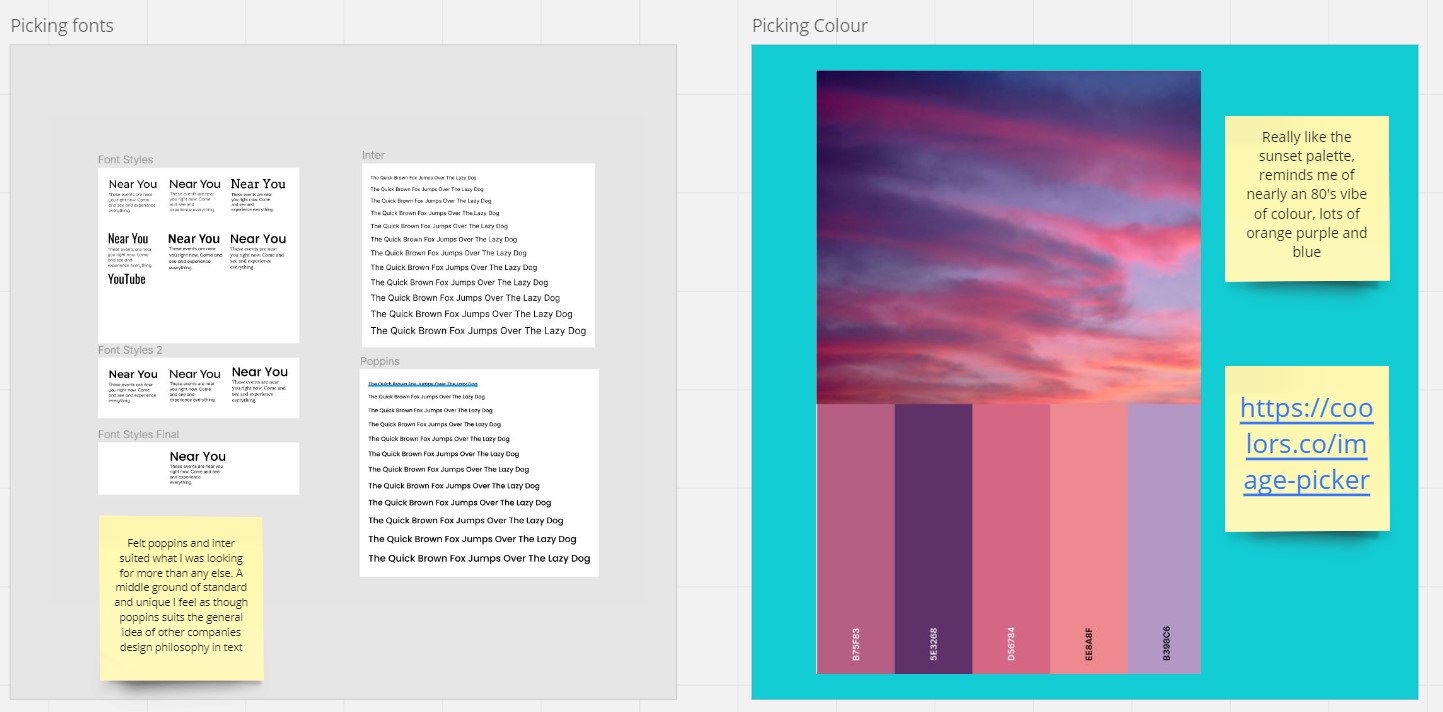 Picking fonts
Font Styles
Near You
These events are near
you right now. Come
and see and experience
everything.
Near You
These events are near
you right now. Come
and see and
experience everything.
Near You
These events are near
you right now. Come
and see and
experience everything.
Near You
These events are near
you right now. Come
and see and
experience everything.
YouTube
Near You
These events are near
you right now. Come and
see and experience
everything.
Near You
These events are near
you right now. Come and
see and experience
everything.
Font Styles 2
Near You
These events are near
you right now. Come
and see and experience
everything.
Near You
These events are near
you right now. Come
and see and
experience everything.
Near You
These events are near
you right now. Come and
see and experience
everything.
Font Styles Final
Near You
These events are near you
right now. Come and see
and experience
everything.
Felt poppins and inter
suited what I was looking
for more than any else. A
middle ground of standard
and unique I feel as though
poppins suits the general
idea of other companies
design philosophy in text
Inter
The Quick Brown Fox Jumps Over The Lazy Dog
The Quick Brown Fox Jumps Over The Lazy Dog
The Quick Brown Fox Jumps Over The Lazy Dog
The Quick Brown Fox Jumps Over The Lazy Dog
The Quick Brown Fox Jumps Over The Lazy Dog
The Quick Brown Fox Jumps Over The Lazy Dog
The Quick Brown Fox Jumps Over The Lazy Dog
The Quick Brown Fox Jumps Over The Lazy Dog
The Quick Brown Fox Jumps Over The Lazy Dog
The Quick Brown Fox Jumps Over The Lazy Dog
The Quick Brown Fox Jumps Over The Lazy Dog
The Quick Brown Fox Jumps Over The Lazy Dog
Poppins
The Quick Brown Fox Jumps Over The Lazy Dog
The Quick Brown Fox Jumps Over The Lazy Dog
The Quick Brown Fox Jumps Over The Lazy Dog
The Quick Brown Fox Jumps Over The Lazy Dog
The Quick Brown Fox Jumps Over The Lazy Dog
The Quick Brown Fox Jumps Over The Lazy Dog
The Quick Brown Fox Jumps Over The Lazy Dog
The Quick Brown Fox Jumps Over The Lazy Dog
The Quick Brown Fox Jumps Over The Lazy Dog
The Quick Brown Fox Jumps Over The Lazy Dog
The Quick Brown Fox Jumps Over The Lazy Dog
The Quick Brown Fox Jumps Over The Lazy Dog
Picking Colour
B75F83
5E3268
D56784
EE8A8F
B398C6
Really like the
sunset palette,
reminds me of
nearly an 80's vibe
of colour, lots of
orange purple and
blue
https://coo
lors.co/im
age-picker